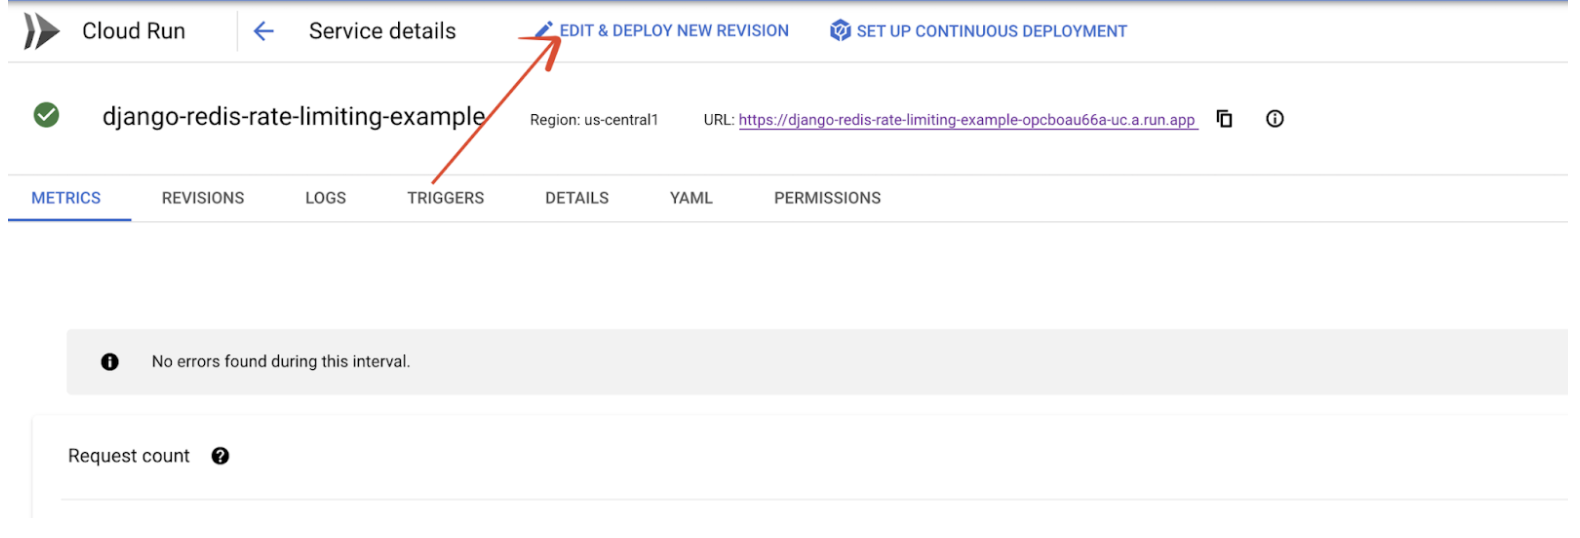 Cloud Run Service details EDIT & DEPLOY NEW REVISION SET UP CONTINUOUS DEPLOYMENT
django-redis-rate-limiting-example Region: us-central1 URL: https://django-redis-rate-limiting-example-opcboau66a-uc.a.run.app
METRICS REVISIONS LOGS TRIGGERS DETAILS YAML PERMISSIONS
No errors found during this interval.
Request count